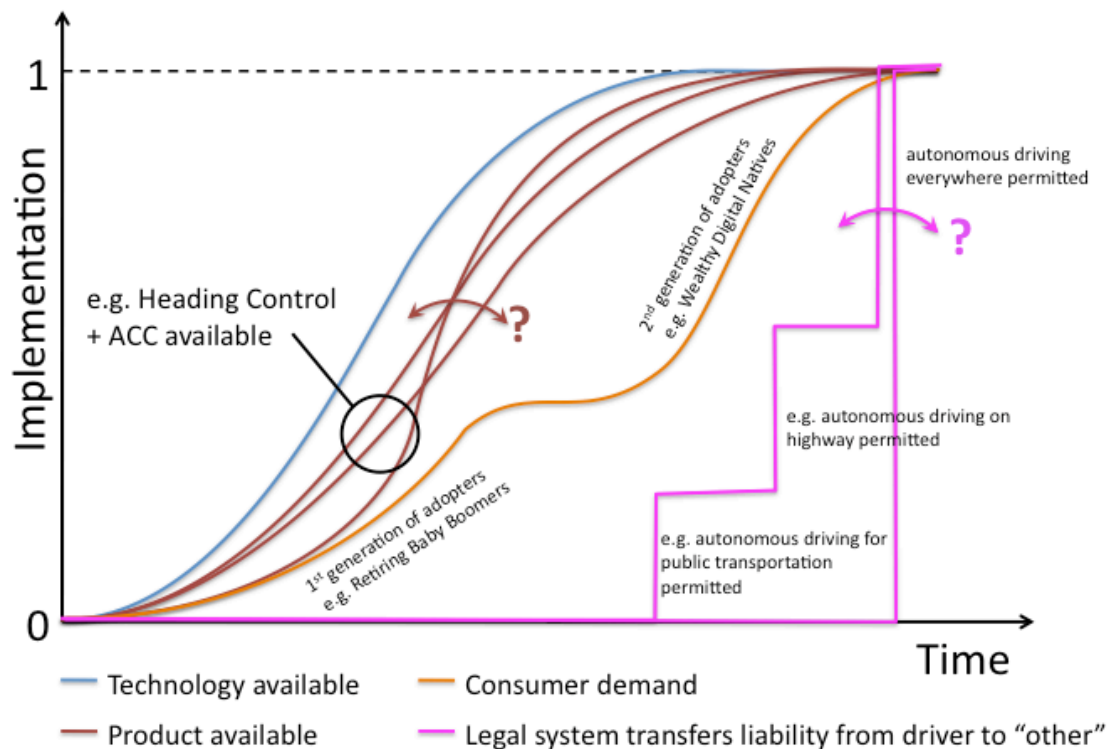 1
Implementation
0
e.g. Heading Control
+ ACC available
?
1st generation of adopters
e.g. Retiring Baby Boomers
2nd generation of adopters
e.g. Wealthy Digital Natives
autonomous driving
everywhere permitted
?
e.g. autonomous driving on
highway permitted
e.g. autonomous driving for
public transportation
permitted
Time
Technology available
Consumer demand
Product available
Legal system transfers liability from driver to “other”